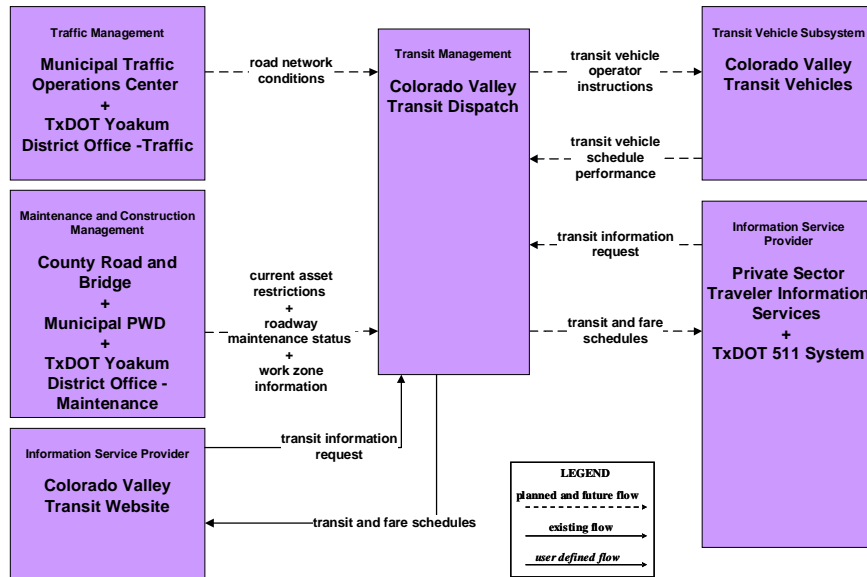 Traffic Management
Municipal Traffic
Operations Center
+
TxDOT Yoakum
District Office -Traffic
road network
conditions
Transit Management
Colorado Valley
Transit Dispatch
transit vehicle
operator
instructions
Transit Vehicle Subsystem
Colorado Valley
Transit Vehicles
transit vehicle
schedule
performance
Maintenance and Construction
Management
County Road and
Bridge
+
Municipal PWD
+
TxDOT Yoakum
District Office -
Maintenance
current asset
restrictions
+
roadway
maintenance status
+
work zone
information
transit information
request
Information Service
Provider
Private Sector
Traveler Information
Services
+
TxDOT 511 System
transit and fare
schedules
Information Service Provider
Colorado Valley
Transit Website
transit information
request
transit and fare schedules
LEGEND
planned and future flow
existing flow
user defined flow